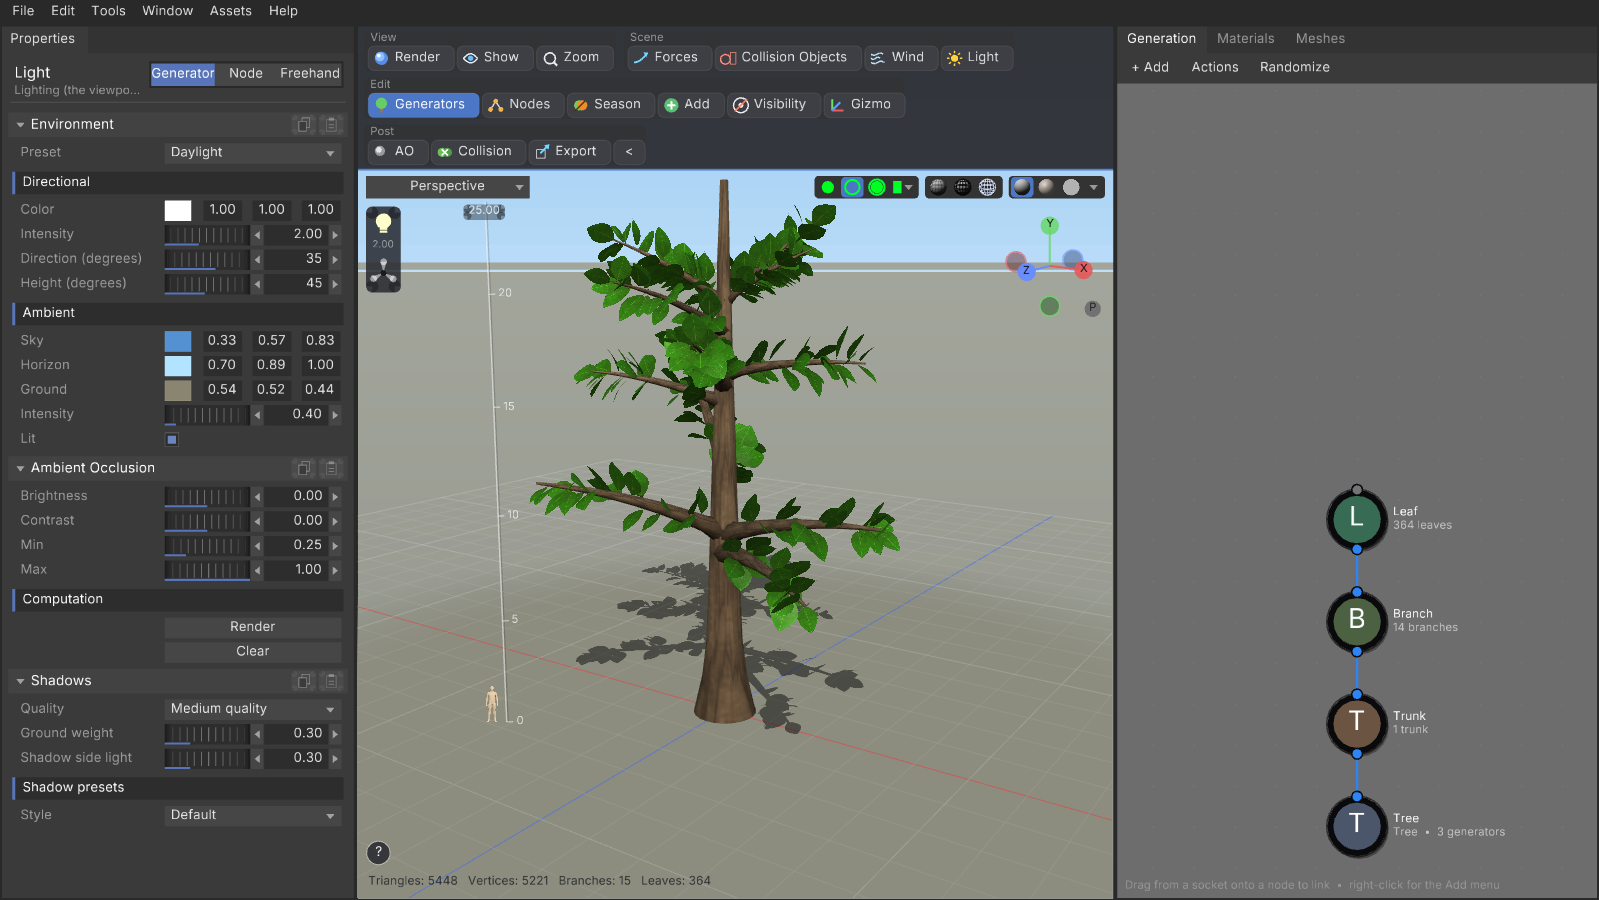 File Edit Tools Window Assets Help
Properties
Light
Lighting (the viewpo...
Generator Node Freehand
Environment
Preset Daylight
Directional
Color 1.00 1.00 1.00
Intensity 2.00
Direction (degrees) 35
Height (degrees) 45
Ambient
Sky 0.33 0.57 0.83
Horizon 0.70 0.89 1.00
Ground 0.54 0.52 0.44
Intensity 0.40
Lit
Ambient Occlusion
Brightness 0.00
Contrast 0.00
Min 0.25
Max 1.00
Computation
Render
Clear
Shadows
Quality Medium quality
Ground weight 0.30
Shadow side light 0.30
Shadow presets
Style Default
View
Render Show Zoom
Scene
Forces Collision Objects Wind Light
Edit
Generators Nodes Season Add Visibility Gizmo
Post
AO Collision Export <
Perspective
2.00
25.00
20
15
10
5
0
Y
Z
X
P
?
Triangles: 5448 Vertices: 5221 Branches: 15 Leaves: 364
Generation Materials Meshes
+ Add Actions Randomize
L
Leaf
364 leaves
B
Branch
14 branches
T
Trunk
1 trunk
T
Tree
Tree • 3 generators
Drag from a socket onto a node to link • right-click for the Add menu